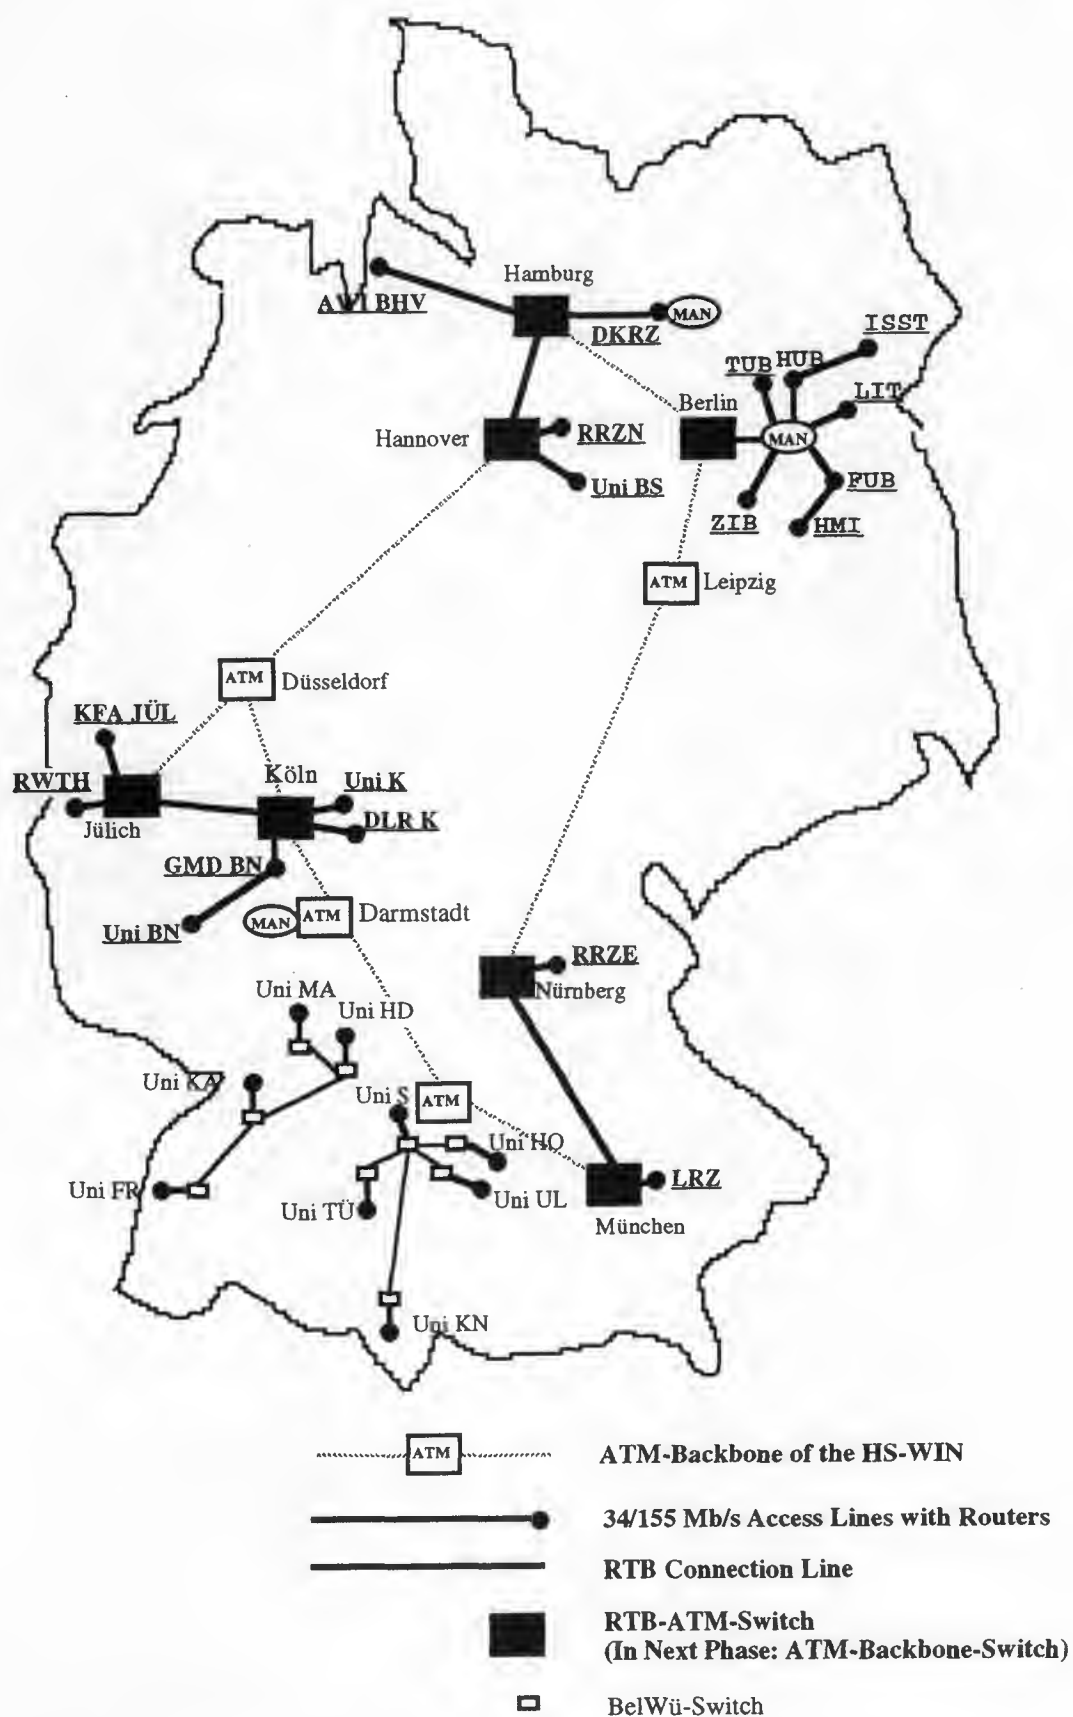 Hamburg
AWI BHV
MAN
DKRZ
ISST
TUB
HUB
LIT
Berlin
Hannover
RRZN
MAN
Uni BS
FUB
ZIB
HMI
ATM
Leipzig
ATM
Düsseldorf
KFA JÜL
RWTH
Köln
Uni K
Jülich
DLR K
GMD BN
Uni BN
MAN
ATM
Darmstadt
RRZE
Nürnberg
Uni MA
Uni HD
Uni KA
Uni S
ATM
Uni HO
Uni FR
Uni TÜ
Uni UL
LRZ
München
Uni KN
ATM
ATM-Backbone of the HS-WIN
34/155 Mb/s Access Lines with Routers
RTB Connection Line
RTB-ATM-Switch
(In Next Phase: ATM-Backbone-Switch)
BelWü-Switch